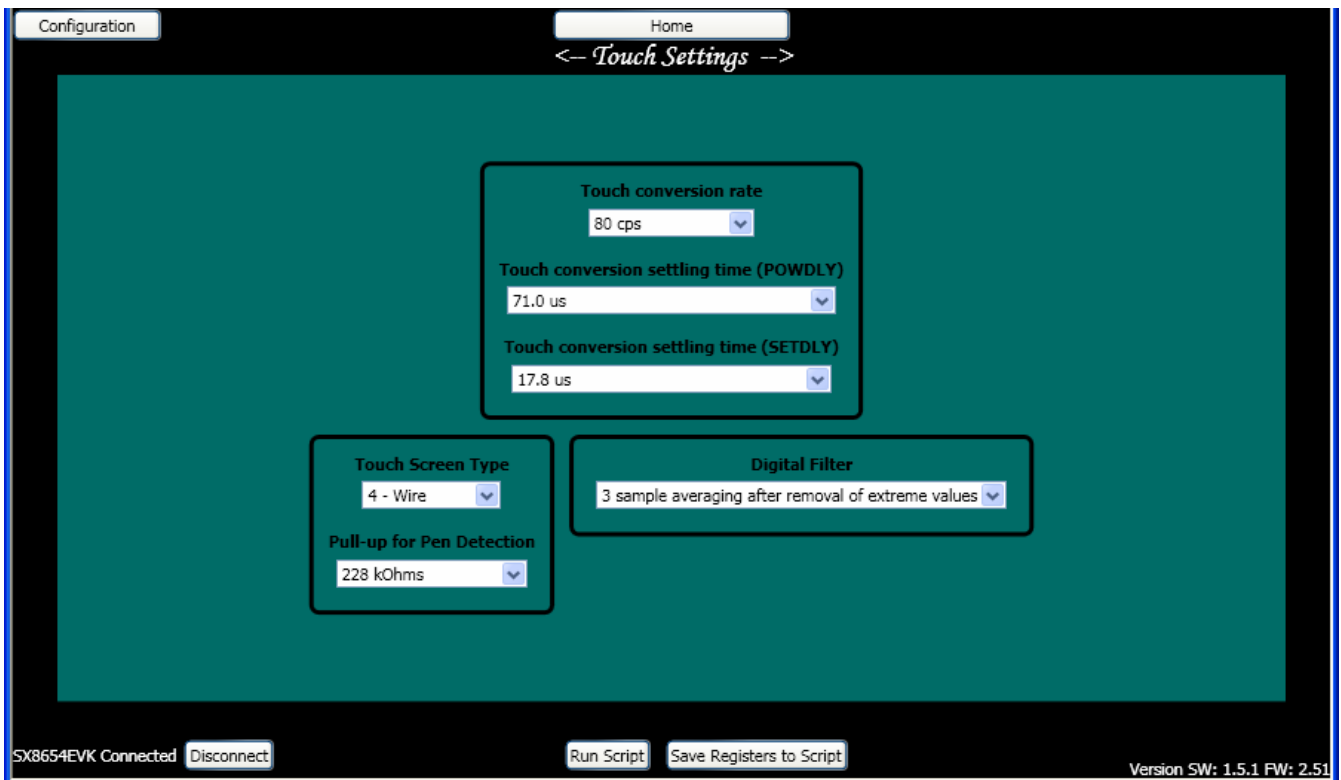 Configuration
Home
<-- Touch Settings -->
Touch conversion rate
80 cps
Touch conversion settling time (POWDLY)
71.0 us
Touch conversion settling time (SETDLY)
17.8 us
Touch Screen Type
4 - Wire
Pull-up for Pen Detection
228 kOhms
Digital Filter
3 sample averaging after removal of extreme values
SX8654EVK Connected Disconnect Run Script Save Registers to Script
Version SW: 1.5.1 FW: 2.51